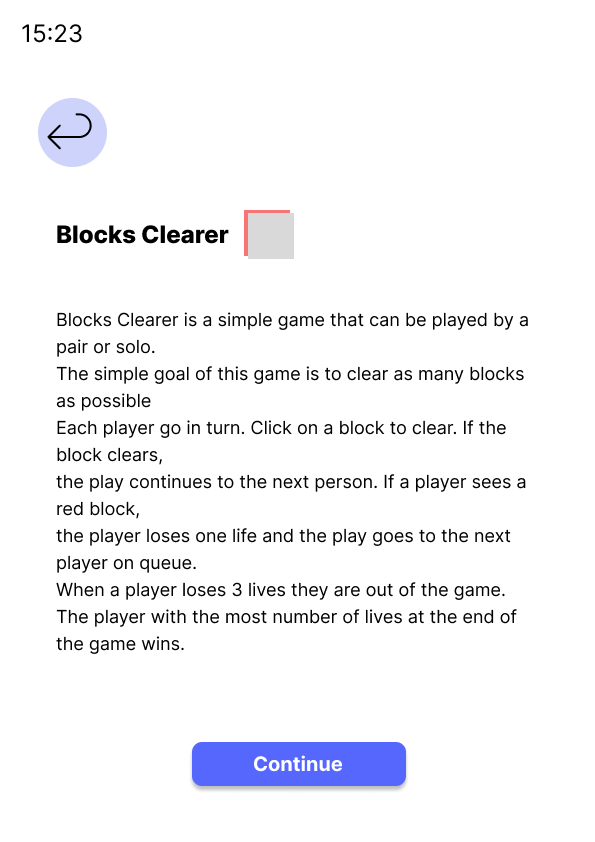 15:23
Blocks Clearer
Blocks Clearer is a simple game that can be played by a
pair or solo.
The simple goal of this game is to clear as many blocks
as possible
Each player go in turn. Click on a block to clear. If the
block clears,
the play continues to the next person. If a player sees a
red block,
the player loses one life and the play goes to the next
player on queue.
When a player loses 3 lives they are out of the game.
The player with the most number of lives at the end of
the game wins.
Continue